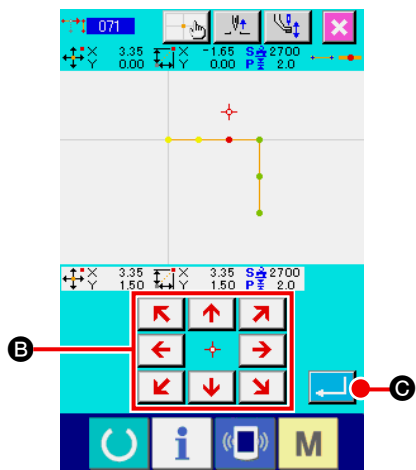 071
X 3.35 X -1.65 S 2700
Y 0.00 Y 0.00 P 2.0
X 3.35 X 3.35 S 2700
Y 1.50 Y 1.50 P 2.0
B
C
i M